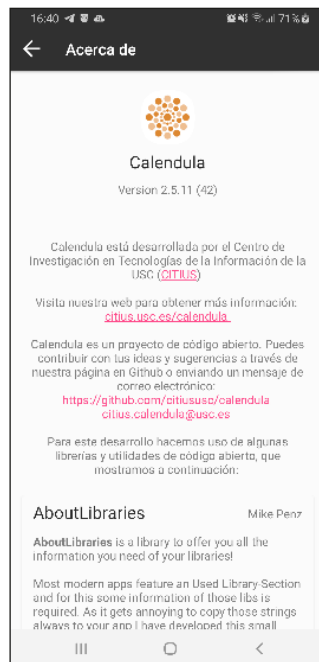 16:40
71%
Acerca de
Calendula
Version 2.5.11 (42)
Calendula está desarrollada por el Centro de
Investigación en Tecnologías de la Información de la
USC (CITIUS)
Visita nuestra web para obtener más información:
citius.usc.es/calendula
Calendula es un proyecto de código abierto. Puedes
contribuir con tus ideas y sugerencias a través de
nuestra página en Github o enviando un mensaje de
correo electrónico:
https://github.com/citiususc/calendula
citius.calendula@usc.es
Para este desarrollo hacemos uso de algunas
librerías y utilidades de código abierto, que
mostramos a continuación:
AboutLibraries
Mike Penz
AboutLibraries is a library to offer you all the
information you need of your libraries!
Most modern apps feature an Used Library-Section
and for this some information of those libs is
required. As it gets annoying to copy those strings
always to your app I have developed this small